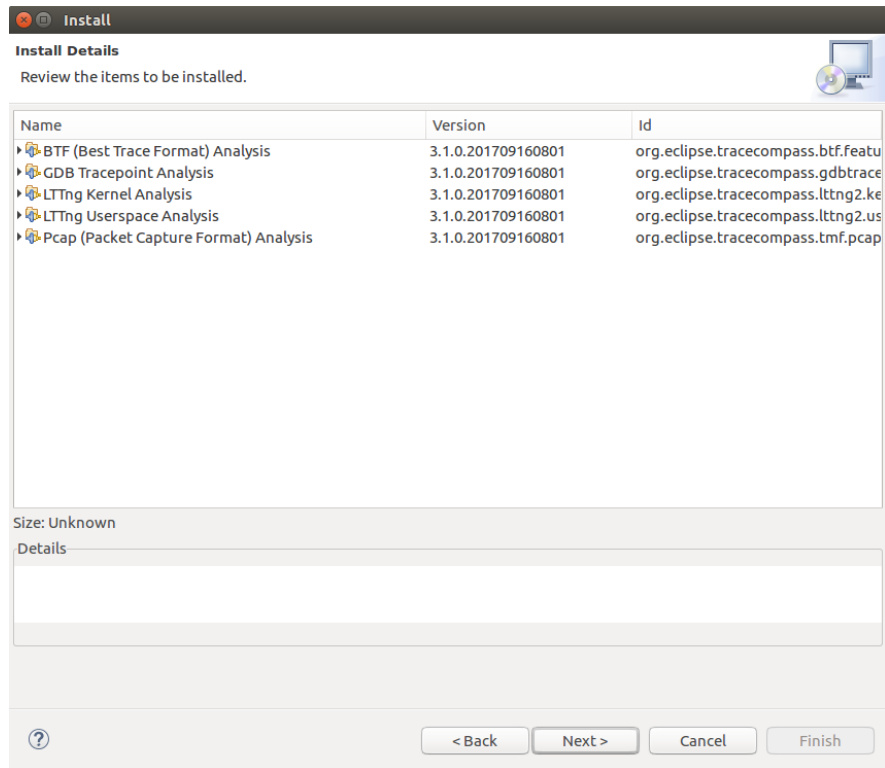 Install
Install Details
Review the items to be installed.
Name Version Id
BTF (Best Trace Format) Analysis 3.1.0.201709160801 org.eclipse.tracecompass.btf.featu
GDB Tracepoint Analysis 3.1.0.201709160801 org.eclipse.tracecompass.gdbtrace
LTTng Kernel Analysis 3.1.0.201709160801 org.eclipse.tracecompass.lttng2.ke
LTTng Userspace Analysis 3.1.0.201709160801 org.eclipse.tracecompass.lttng2.us
Pcap (Packet Capture Format) Analysis 3.1.0.201709160801 org.eclipse.tracecompass.tmf.pcap
Size: Unknown
Details
? < Back Next > Cancel Finish